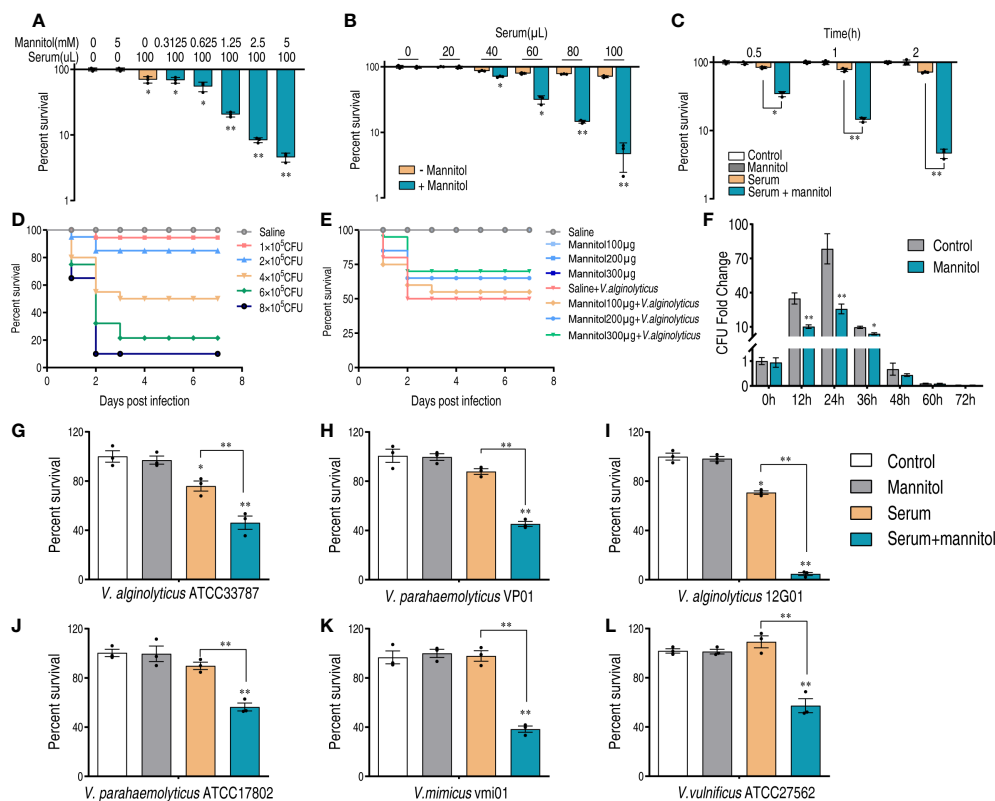 A
Mannitol(mM) 0 5 0 0.3125 0.625 1.25 2.5 5
Serum(uL) 0 0 100 100 100 100 100 100
Percent survival
100
10
1
* * * ** ** **
B
Serum(µL)
0 20 40 60 80 100
Percent survival
100
10
1
* * ** **
- Mannitol
+ Mannitol
C
Time(h)
0.5 1 2
Percent survival
100
10
1
* ** **
Control
Mannitol
Serum
Serum + mannitol
D
Percent survival
100
80
60
40
20
0
0 2 4 6 8
Days post infection
Saline
1×10⁵CFU
2×10⁵CFU
4×10⁵CFU
6×10⁵CFU
8×10⁵CFU
E
Percent survival
100
75
50
25
0
0 2 4 6 8
Days post infection
Saline
Mannitol100µg
Mannitol200µg
Mannitol300µg
Saline+V.alginolyticus
Mannitol100µg+V.alginolyticus
Mannitol200µg+V.alginolyticus
Mannitol300µg+V.alginolyticus
F
CFU Fold Change
100
70
40
10
1
0
** ** *
0h 12h 24h 36h 48h 60h 72h
Control
Mannitol
G
Percent survival
120
80
40
0
* ** **
V. alginolyticus ATCC33787
H
Percent survival
120
80
40
0
** **
V. parahaemolyticus VP01
I
Percent survival
120
80
40
0
* ** **
V. alginolyticus 12G01
Control
Mannitol
Serum
Serum+mannitol
J
Percent survival
120
80
40
0
** **
V. parahaemolyticus ATCC17802
K
Percent survival
120
80
40
0
** **
V.mimicus vmi01
L
Percent survival
120
80
40
0
** **
V.vulnificus ATCC27562